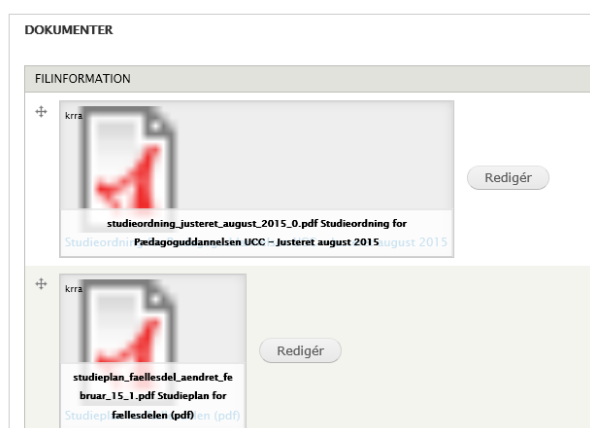 DOKUMENTER
FILINFORMATION
krra
Redigér
studieordning_justeret_august_2015_0.pdf Studieordning for
Pædagoguddannelsen UCC - Justeret august 2015
krra
Redigér
studieplan_faellesdel_aendret_fe
bruar_15_1.pdf Studieplan for
fællesdelen (pdf)